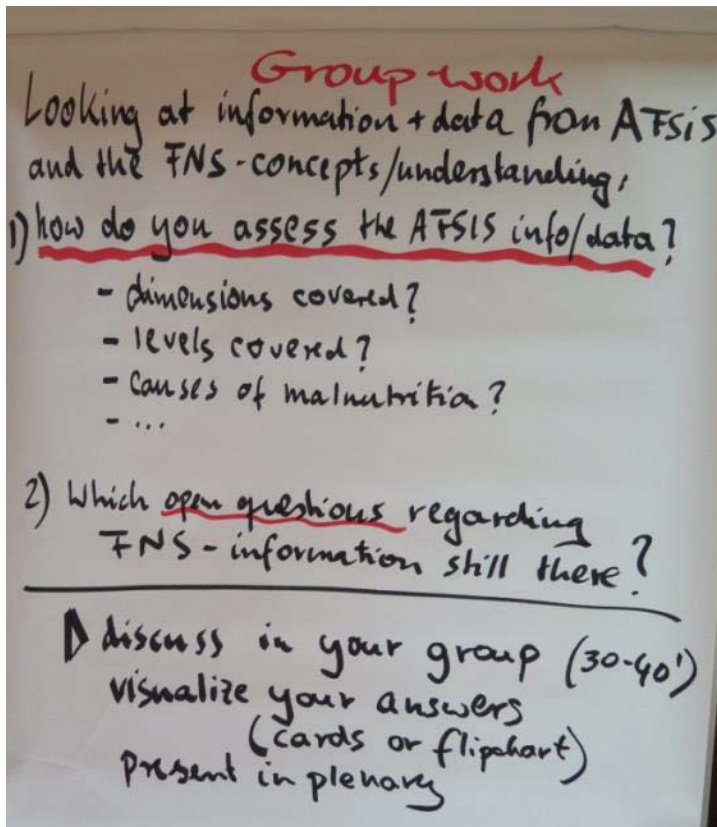 Group work
Looking at information + data from AFSiS
and the FNS-concepts/understanding,
1) how do you assess the AFSIS info/data?
- dimensions covered?
- levels covered?
- causes of malnutrition?
- ...
2) Which open questions regarding
FNS-information still there?
discuss in your group (30-40')
visualize your answers
(cards or flipchart)
present in plenary